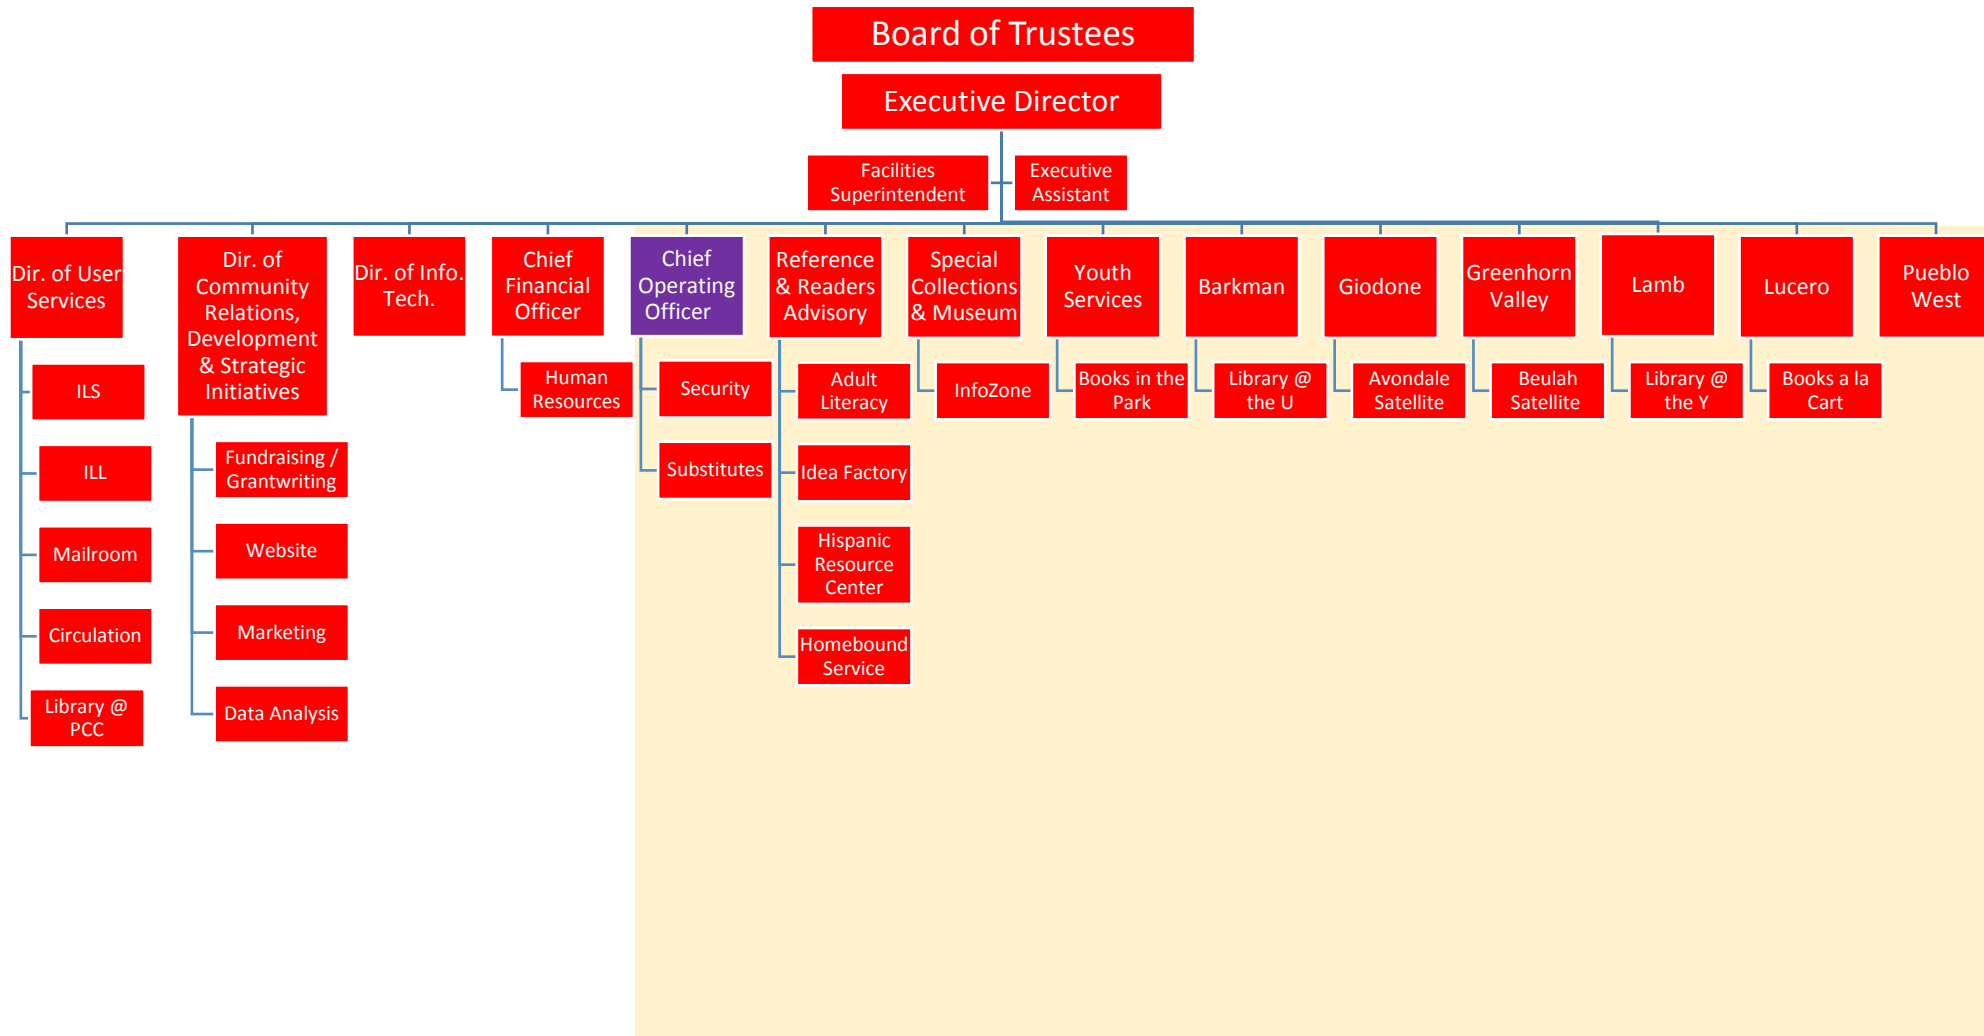 Board of Trustees
Executive Director
Facilities
Superintendent
Executive
Assistant
Dir. of User
Services
Dir. of
Community
Relations,
Development
& Strategic
Initiatives
Dir. of Info.
Tech.
Chief
Financial
Officer
Chief
Operating
Officer
Reference
& Readers
Advisory
Special
Collections
& Museum
Youth
Services
Barkman
Giodone
Greenhorn
Valley
Lamb
Lucero
Pueblo
West
ILS
ILL
Mailroom
Circulation
Library @
PCC
Fundraising /
Grantwriting
Website
Marketing
Data Analysis
Human
Resources
Security
Substitutes
Adult
Literacy
Idea Factory
Hispanic
Resource
Center
Homebound
Service
InfoZone
Books in the
Park
Library @
the U
Avondale
Satellite
Beulah
Satellite
Library @
the Y
Books a la
Cart